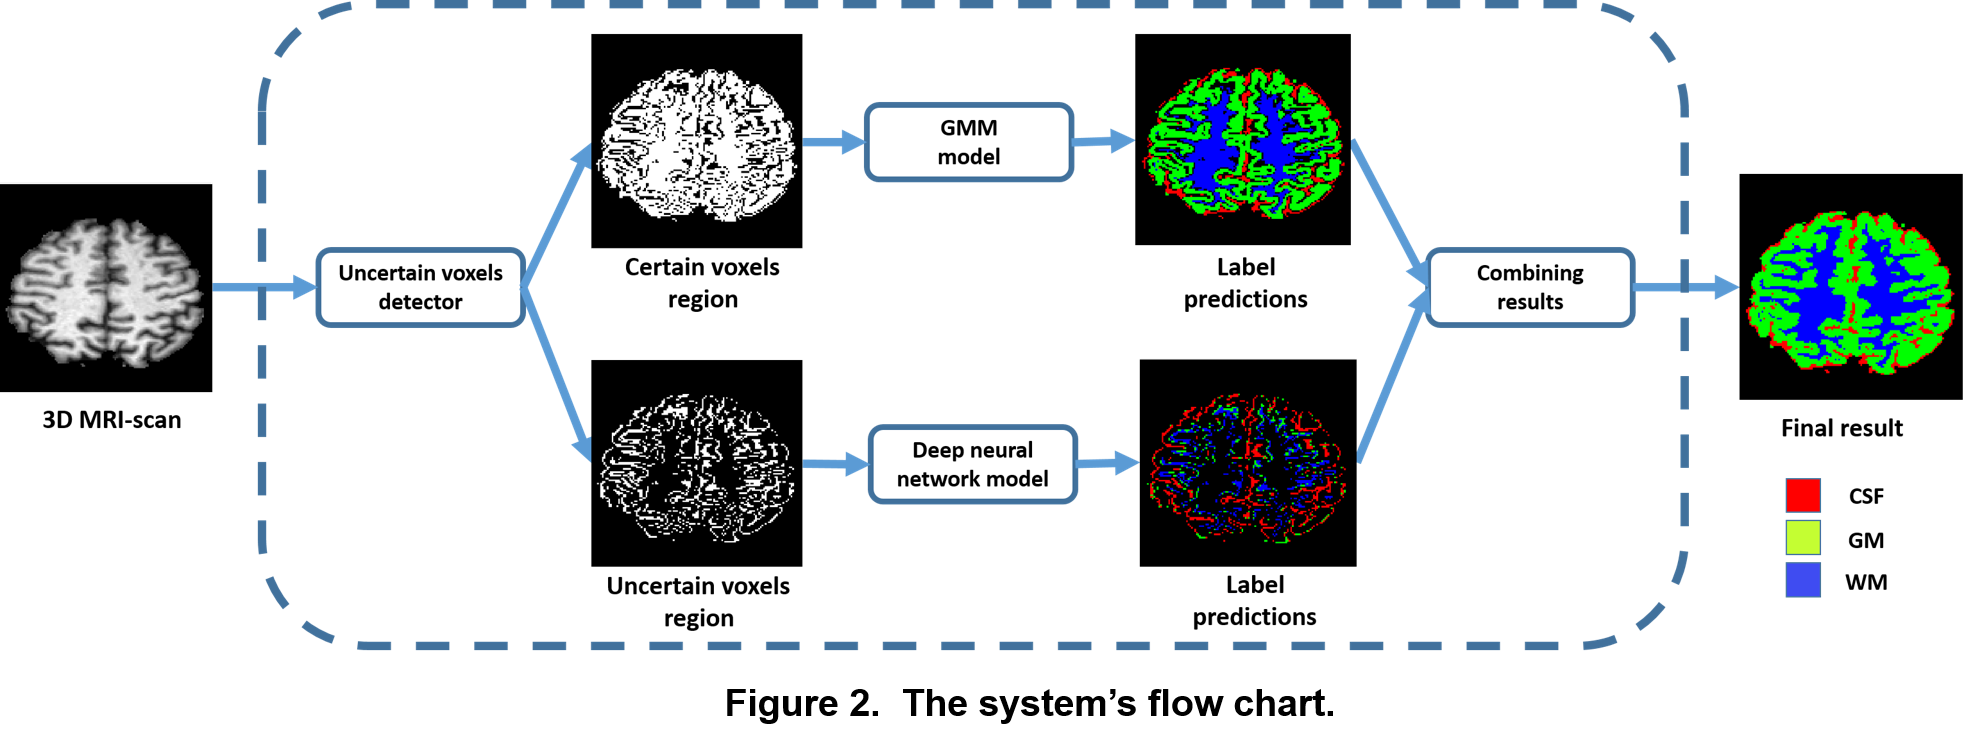 3D MRI-scan
Uncertain voxels
detector
Certain voxels
region
GMM
model
Label
predictions
Uncertain voxels
region
Deep neural
network model
Label
predictions
Combining
results
Final result
CSF
GM
WM
Figure 2. The system’s flow chart.